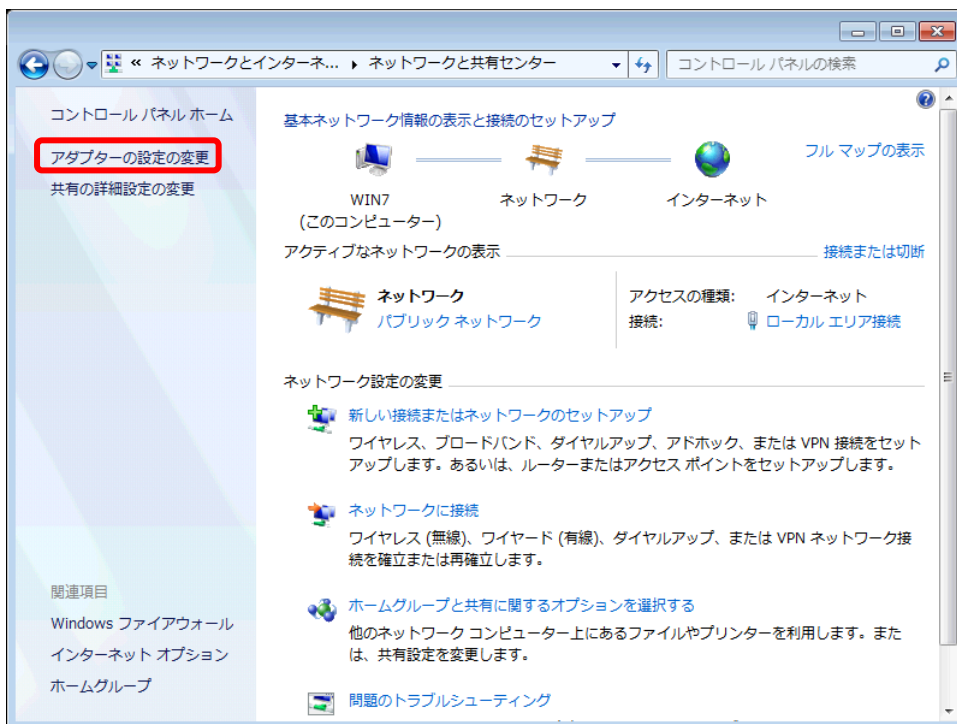 « ネットワークとインターネ... ▸ ネットワークと共有センター
コントロール パネルの検索
コントロール パネル ホーム
アダプターの設定の変更
共有の詳細設定の変更
基本ネットワーク情報の表示と接続のセットアップ
フル マップの表示
WIN7
(このコンピューター)
ネットワーク
インターネット
アクティブなネットワークの表示
接続または切断
ネットワーク
パブリック ネットワーク
アクセスの種類: インターネット
接続: ローカル エリア接続
ネットワーク設定の変更
新しい接続またはネットワークのセットアップ
ワイヤレス、ブロードバンド、ダイヤルアップ、アドホック、または VPN 接続をセット
アップします。あるいは、ルーターまたはアクセス ポイントをセットアップします。
ネットワークに接続
ワイヤレス (無線)、ワイヤード (有線)、ダイヤルアップ、または VPN ネットワーク接
続を確立または再確立します。
ホームグループと共有に関するオプションを選択する
他のネットワーク コンピューター上にあるファイルやプリンターを利用します。また
は、共有設定を変更します。
問題のトラブルシューティング
関連項目
Windows ファイアウォール
インターネット オプション
ホームグループ